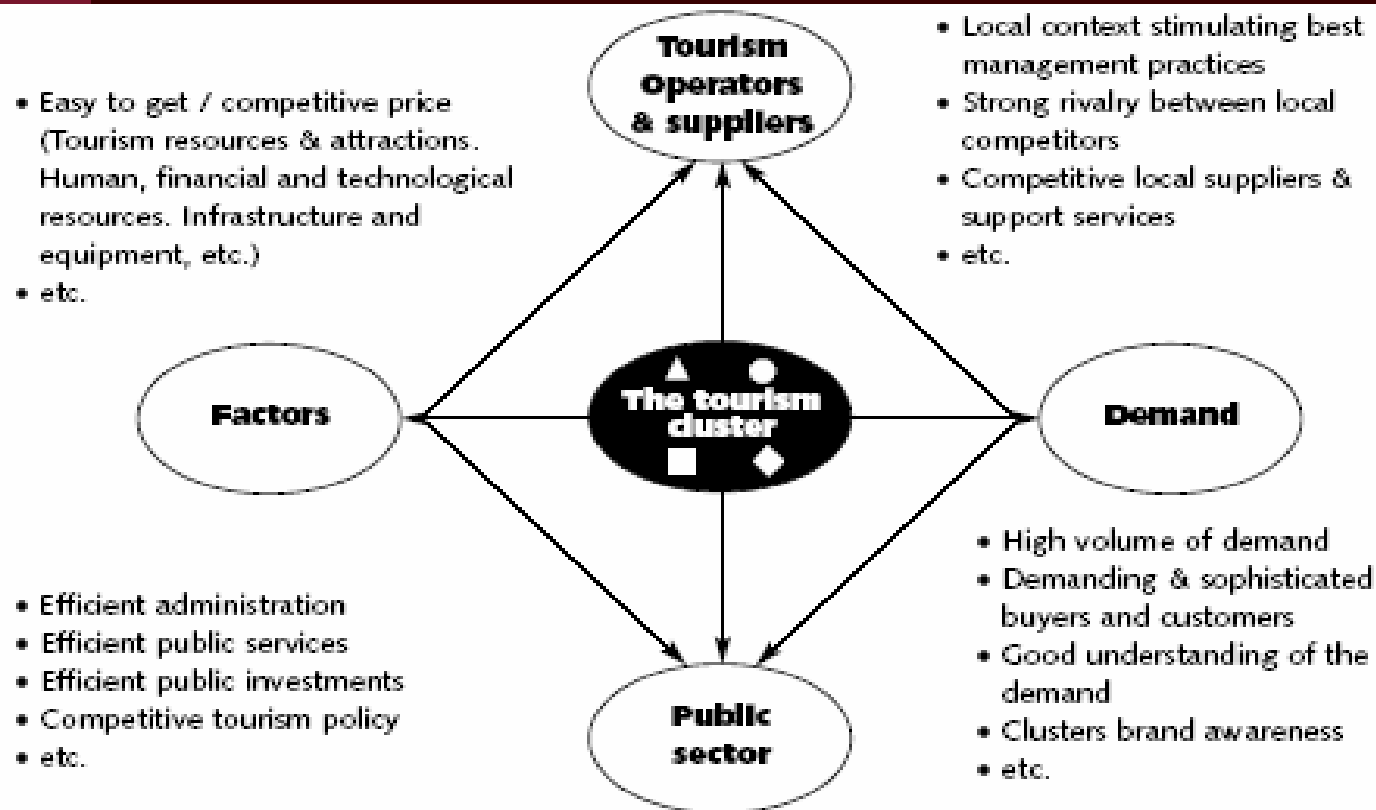 Tourism
Operators
& suppliers
• Local context stimulating best
management practices
• Strong rivalry between local
competitors
• Competitive local suppliers &
support services
• etc.
• Easy to get / competitive price
(Tourism resources & attractions.
Human, financial and technological
resources. Infrastructure and
equipment, etc.)
• etc.
Factors
The tourism
cluster
Demand
• Efficient administration
• Efficient public services
• Efficient public investments
• Competitive tourism policy
• etc.
Public
sector
• High volume of demand
• Demanding & sophisticated
buyers and customers
• Good understanding of the
demand
• Clusters brand awareness
• etc.